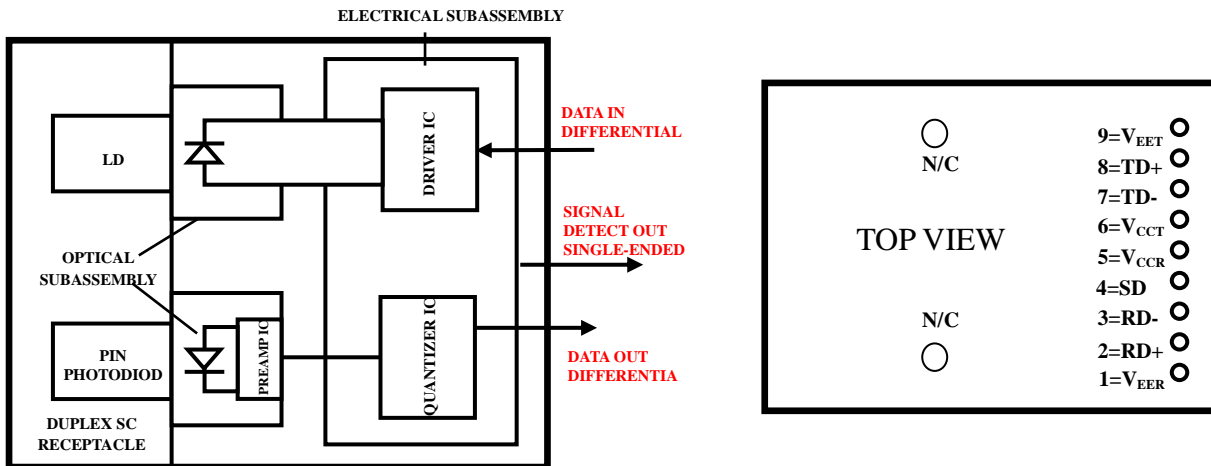 ELECTRICAL SUBASSEMBLY
LD
DRIVER IC
DATA IN
DIFFERENTIAL
SIGNAL
DETECT OUT
SINGLE-ENDED
OPTICAL
SUBASSEMBLY
PIN
PHOTODIOD
PREAMP IC
QUANTIZER IC
DATA OUT
DIFFERENTIA
DUPLEX SC
RECEPTACLE
N/C
TOP VIEW
N/C
9=VEET
8=TD+
7=TD-
6=VCCT
5=VCCR
4=SD
3=RD-
2=RD+
1=VEER